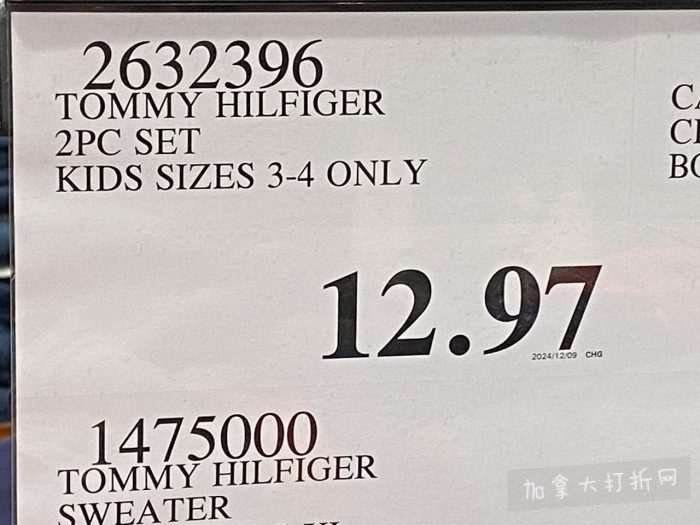 2632396
TOMMY HILFIGER
2PC SET
KIDS SIZES 3-4 ONLY
12.97
2024/12/09 CHG
1475000
TOMMY HILFIGER
SWEATER
加拿大打折网